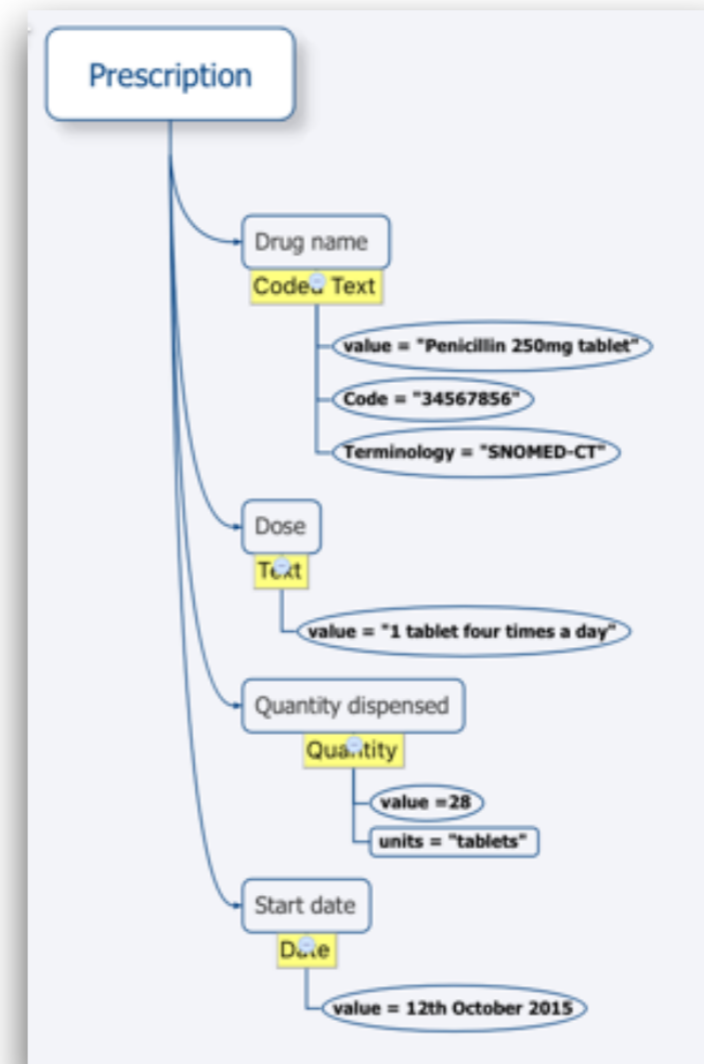 Prescription
Drug name
Coded Text
value = "Penicillin 250mg tablet"
Code = "34567856"
Terminology = "SNOMED-CT"
Dose
Text
value = "1 tablet four times a day"
Quantity dispensed
Quantity
value =28
units = "tablets"
Start date
Date
value = 12th October 2015